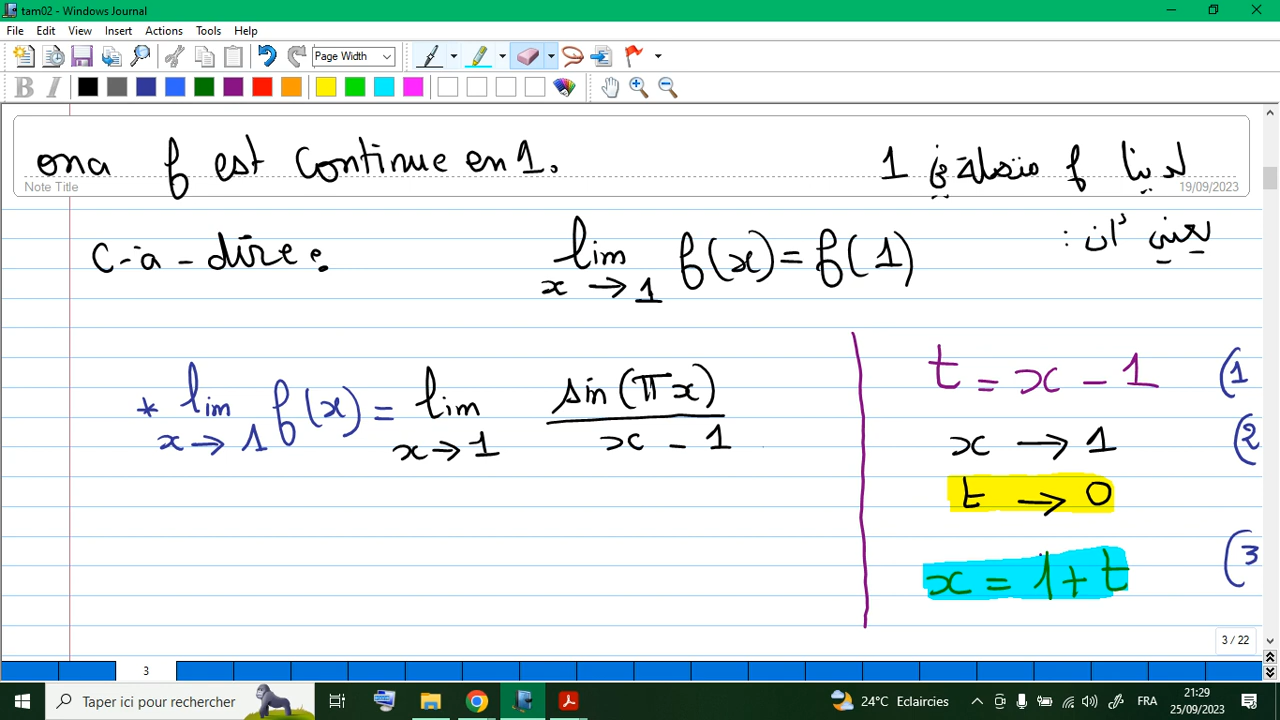 tam02 - Windows Journal
File Edit View Insert Actions Tools Help
Page Width
B I
ona f est continue en 1. لدينا f متصلة في 1
Note Title 19/09/2023
c-à-dire : lim f(x) = f(1) يعني أن :
x → 1
* lim f(x) = lim sin(πx)
x → 1 x → 1 x - 1
t = x - 1 (1
x → 1 (2
t → 0
x = 1 + t (3
3 / 22
3
Taper ici pour rechercher 24°C Eclaircies FRA 21:29
25/09/2023